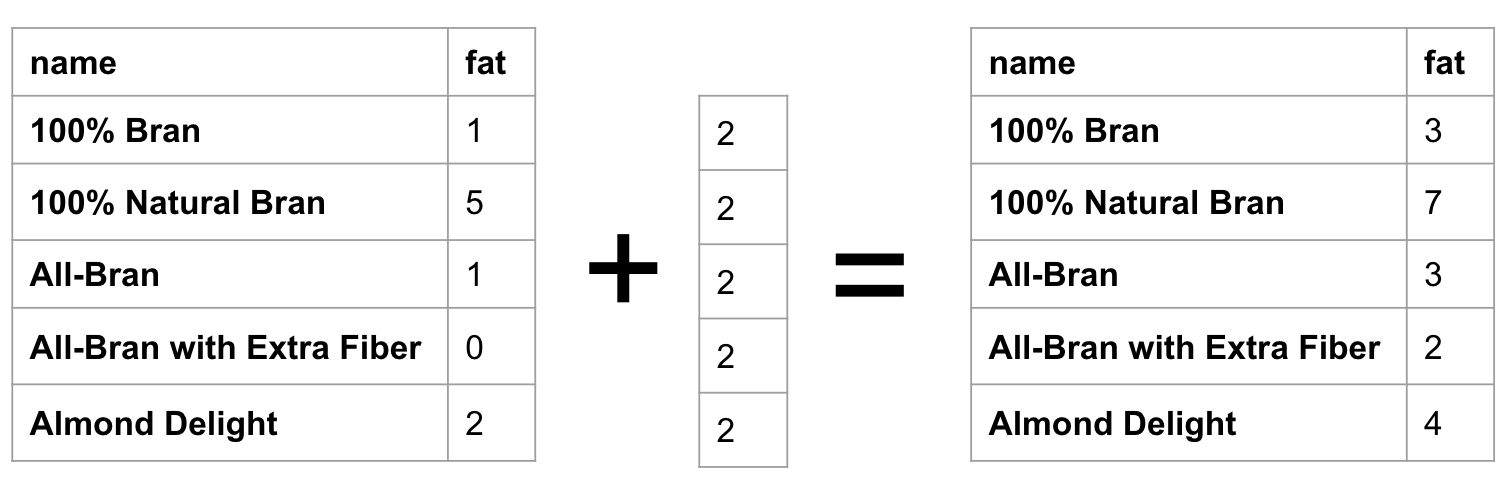 name fat
100% Bran 1
100% Natural Bran 5
All-Bran 1
All-Bran with Extra Fiber 0
Almond Delight 2
+
2
2
2
2
2
=
name fat
100% Bran 3
100% Natural Bran 7
All-Bran 3
All-Bran with Extra Fiber 2
Almond Delight 4